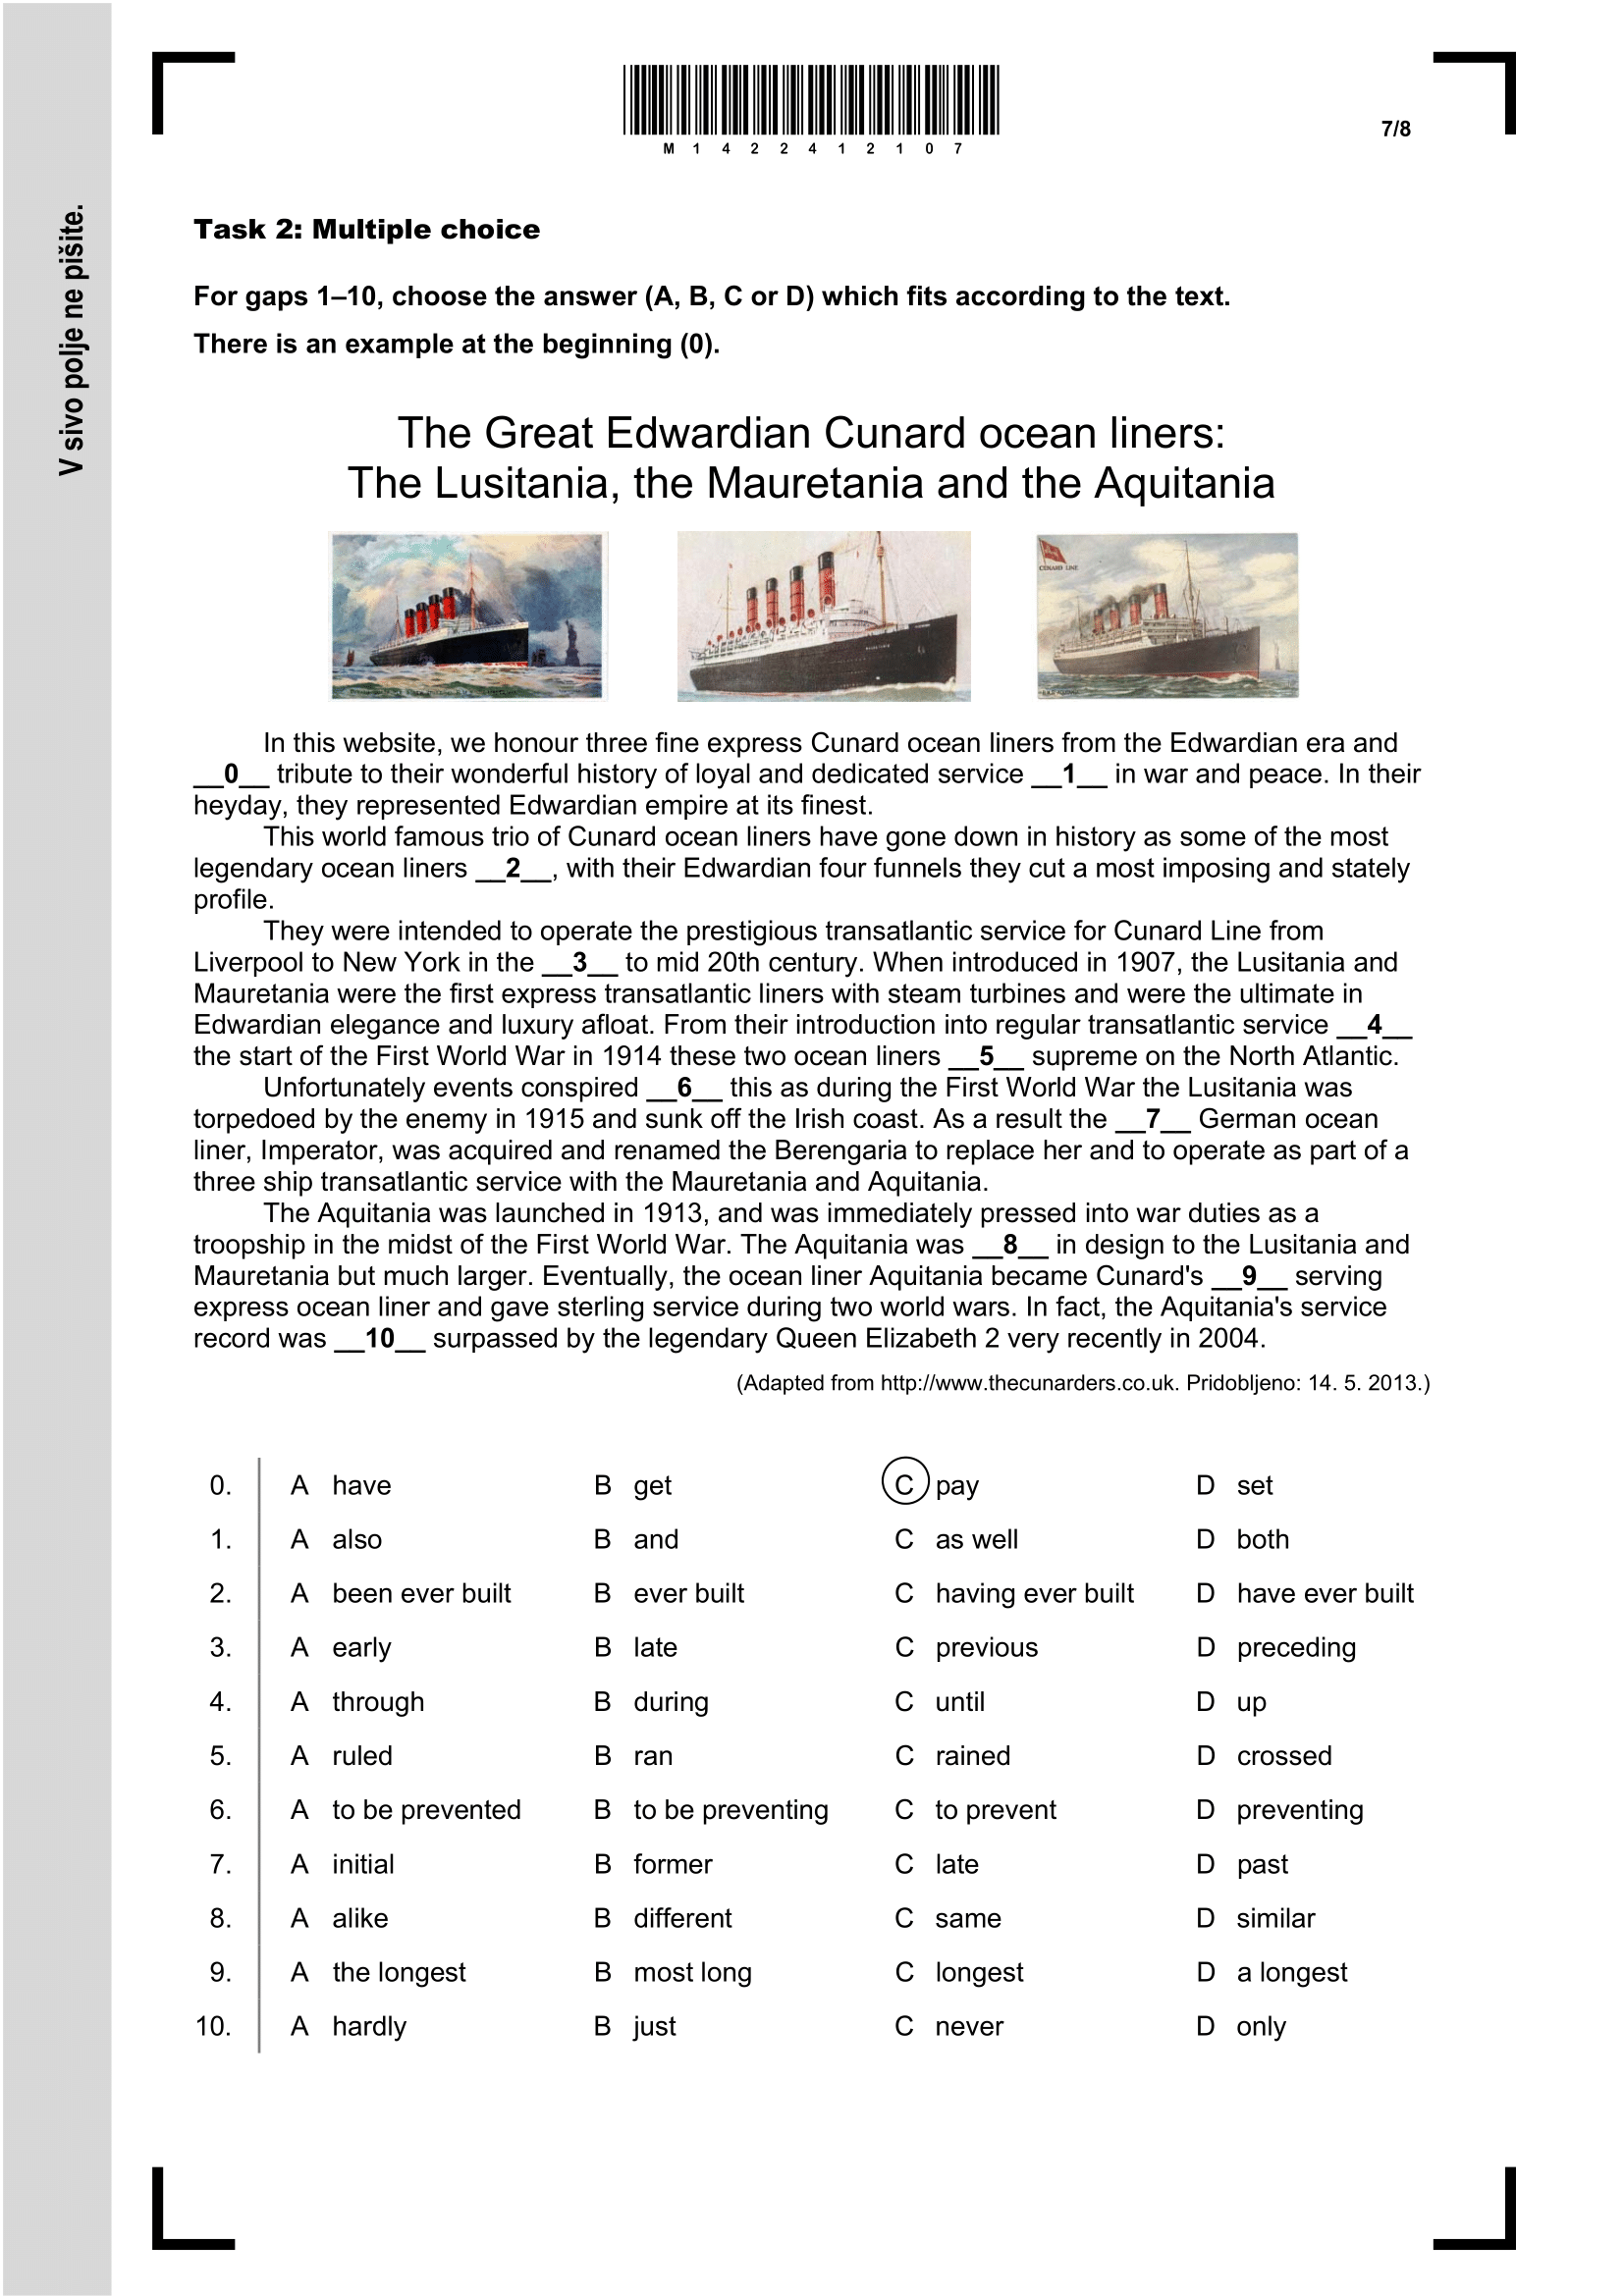 M 1 4 2 2 4 1 2 1 0 7
7/8
V sivo polje ne pišite.
Task 2: Multiple choice
For gaps 1–10, choose the answer (A, B, C or D) which fits according to the text.
There is an example at the beginning (0).
The Great Edwardian Cunard ocean liners:
The Lusitania, the Mauretania and the Aquitania
CUNARD LINE
In this website, we honour three fine express Cunard ocean liners from the Edwardian era and
__0__ tribute to their wonderful history of loyal and dedicated service __1__ in war and peace. In their
heyday, they represented Edwardian empire at its finest.
This world famous trio of Cunard ocean liners have gone down in history as some of the most
legendary ocean liners __2__, with their Edwardian four funnels they cut a most imposing and stately
profile.
They were intended to operate the prestigious transatlantic service for Cunard Line from
Liverpool to New York in the __3__ to mid 20th century. When introduced in 1907, the Lusitania and
Mauretania were the first express transatlantic liners with steam turbines and were the ultimate in
Edwardian elegance and luxury afloat. From their introduction into regular transatlantic service __4__
the start of the First World War in 1914 these two ocean liners __5__ supreme on the North Atlantic.
Unfortunately events conspired __6__ this as during the First World War the Lusitania was
torpedoed by the enemy in 1915 and sunk off the Irish coast. As a result the __7__ German ocean
liner, Imperator, was acquired and renamed the Berengaria to replace her and to operate as part of a
three ship transatlantic service with the Mauretania and Aquitania.
The Aquitania was launched in 1913, and was immediately pressed into war duties as a
troopship in the midst of the First World War. The Aquitania was __8__ in design to the Lusitania and
Mauretania but much larger. Eventually, the ocean liner Aquitania became Cunard's __9__ serving
express ocean liner and gave sterling service during two world wars. In fact, the Aquitania's service
record was __10__ surpassed by the legendary Queen Elizabeth 2 very recently in 2004.
(Adapted from http://www.thecunarders.co.uk. Pridobljeno: 14. 5. 2013.)
0. A have B get C pay D set
1. A also B and C as well D both
2. A been ever built B ever built C having ever built D have ever built
3. A early B late C previous D preceding
4. A through B during C until D up
5. A ruled B ran C rained D crossed
6. A to be prevented B to be preventing C to prevent D preventing
7. A initial B former C late D past
8. A alike B different C same D similar
9. A the longest B most long C longest D a longest
10. A hardly B just C never D only